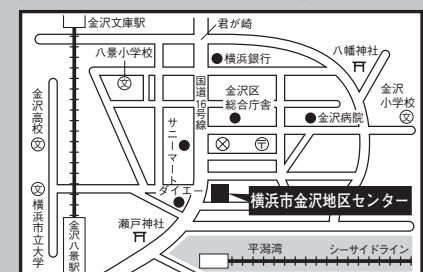 金沢文庫駅
君が崎
八景小学校
文
横浜銀行
八幡神社
国道16号線
金沢区
総合庁舎
金沢病院
金沢
小学校
文
金沢高校
文
サニーマート
〒
ダイエー
横浜市金沢地区センター
文
横浜市立大学
金沢八景駅
瀬戸神社
平潟湾
シーサイドライン